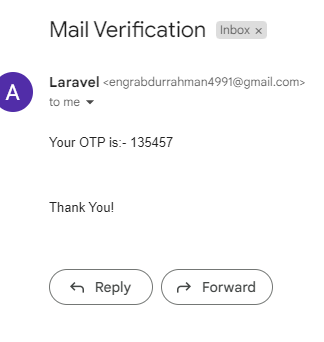 Mail Verification Inbox ×
A
Laravel <engrabdurrahman4991@gmail.com>
to me
Your OTP is:- 135457
Thank You!
Reply Forward